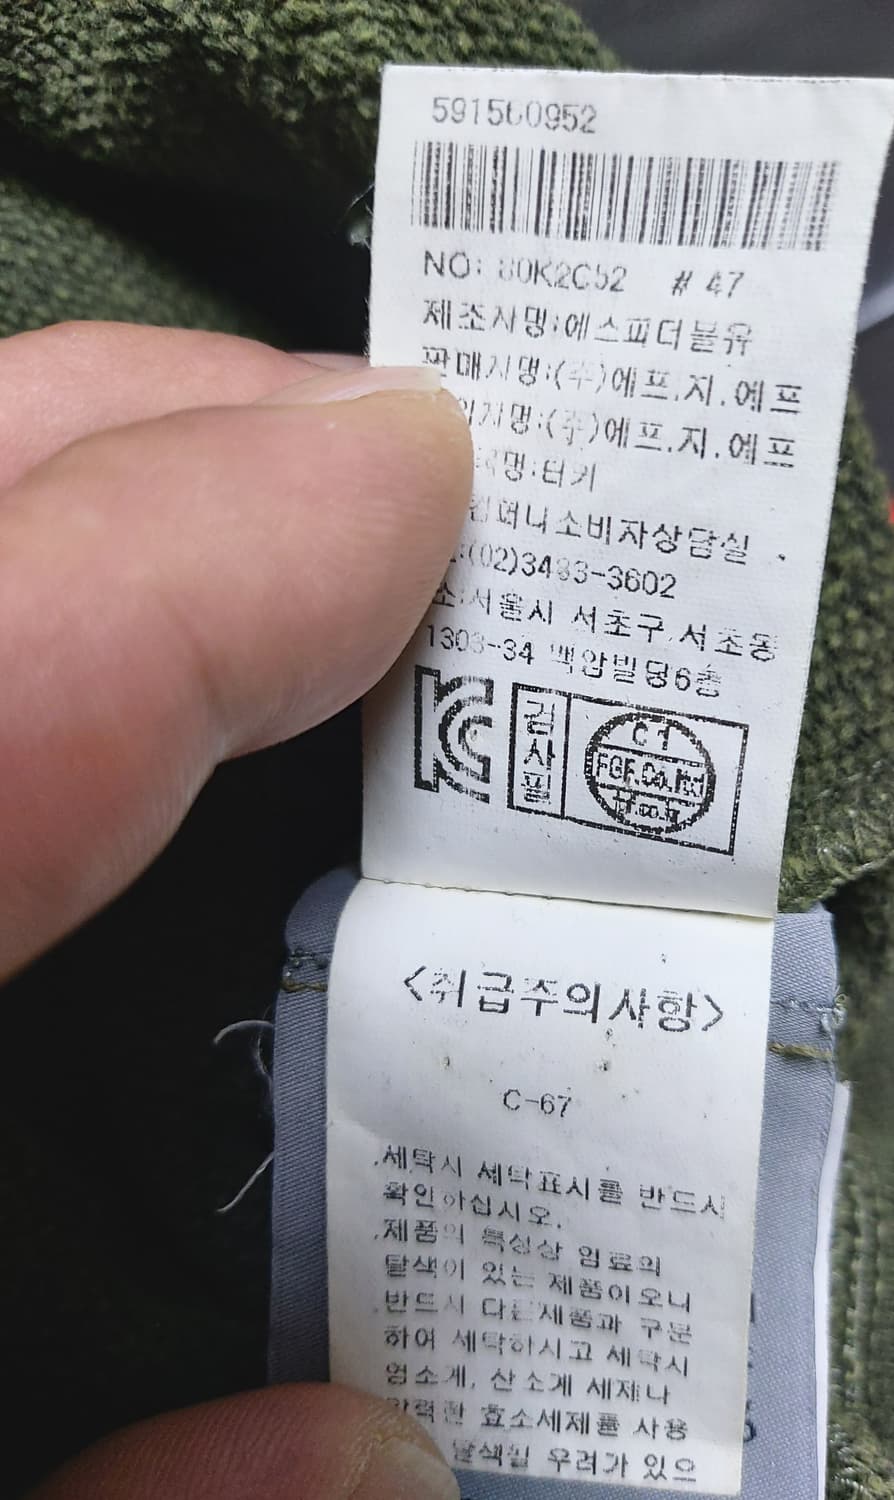 591560952
NO: 80K2C52 # 47
제조자명:에스피더블유
판매자명:(주)에프.지.에프
입자명:(주)에프.지.에프
국명:터키
컴퍼니소비자상담실
:(02)3483-3602
소:서울시 서초구 서초동
1303-34 백암빌딩6층
KC
검사필
C 1
FGF.Co.ltd
<취급주의사항>
C-67
.세탁시 세탁표시를 반드시
확인하십시오.
.제품의 특성상 염료의
탈색이 있는 제품이오니
.반드시 다른제품과 구분
하여 세탁하시고 세탁시
염소계, 산소계 세제나
강력한 효소세제를 사용
탈색될 우려가 있으